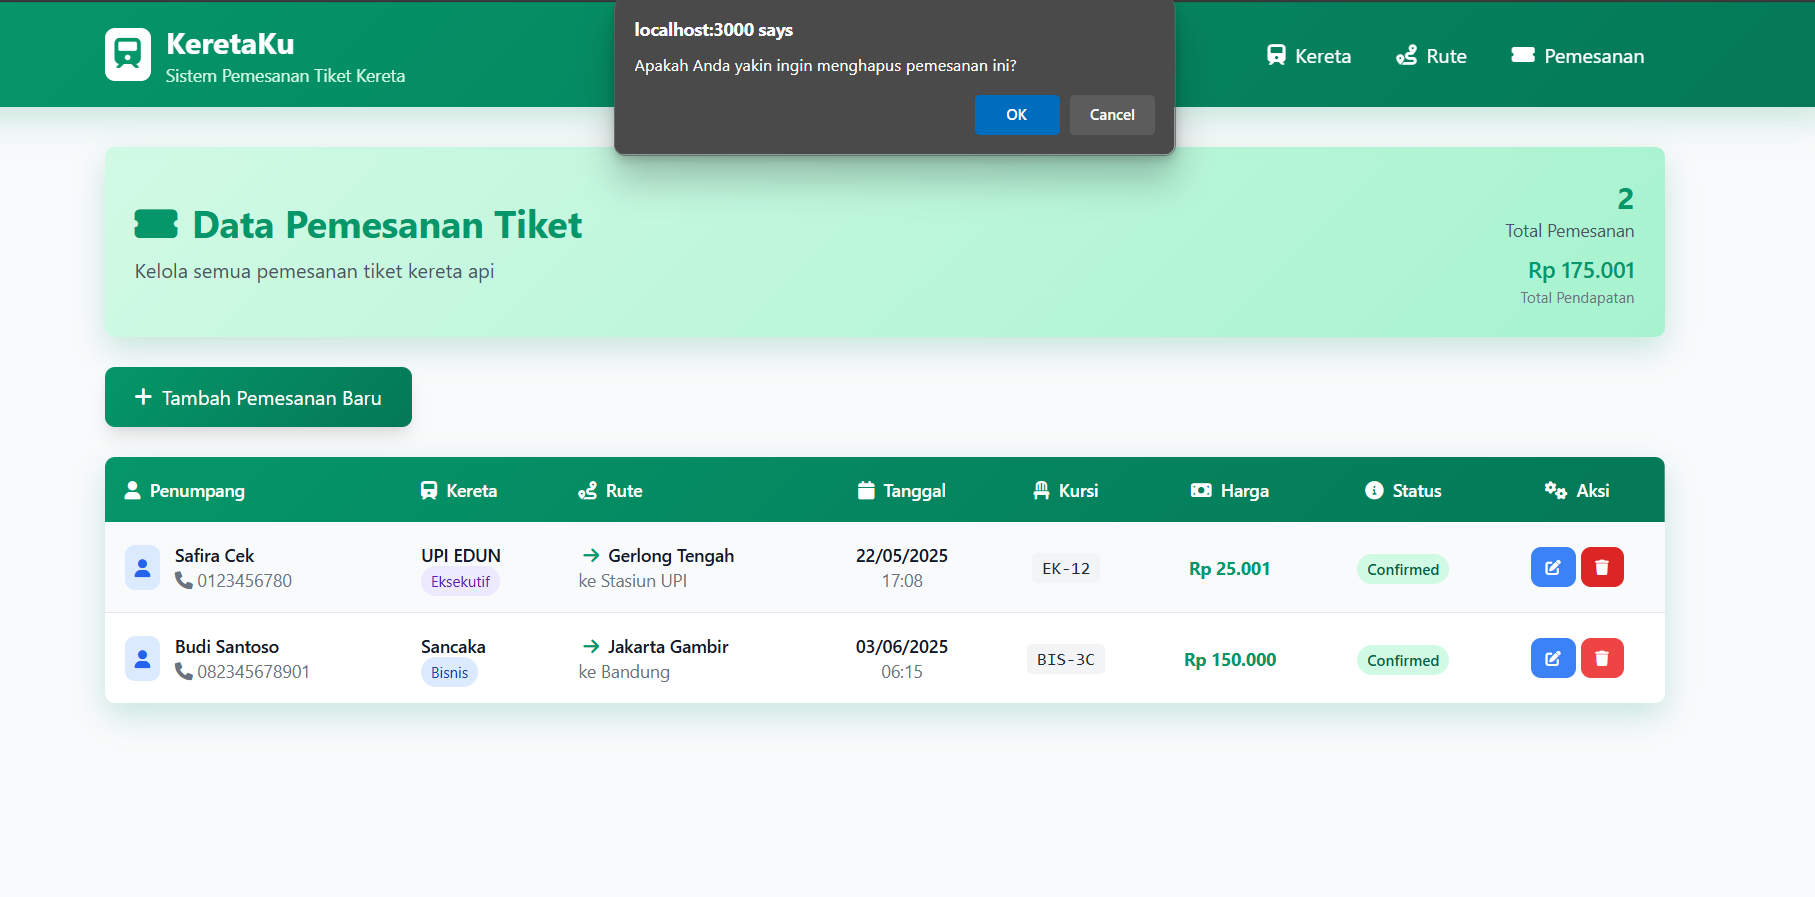 KeretaKu
Sistem Pemesanan Tiket Kereta
localhost:3000 says
Apakah Anda yakin ingin menghapus pemesanan ini?
OK Cancel
Kereta Rute Pemesanan
Data Pemesanan Tiket
Kelola semua pemesanan tiket kereta api
2
Total Pemesanan
Rp 175.001
Total Pendapatan
Tambah Pemesanan Baru
Penumpang Kereta Rute Tanggal Kursi Harga Status Aksi
Safira Cek UPI EDUN Gerlong Tengah 22/05/2025 EK-12 Rp 25.001 Confirmed
0123456780 Eksekutif ke Stasiun UPI 17:08
Budi Santoso Sancaka Jakarta Gambir 03/06/2025 BIS-3C Rp 150.000 Confirmed
082345678901 Bisnis ke Bandung 06:15